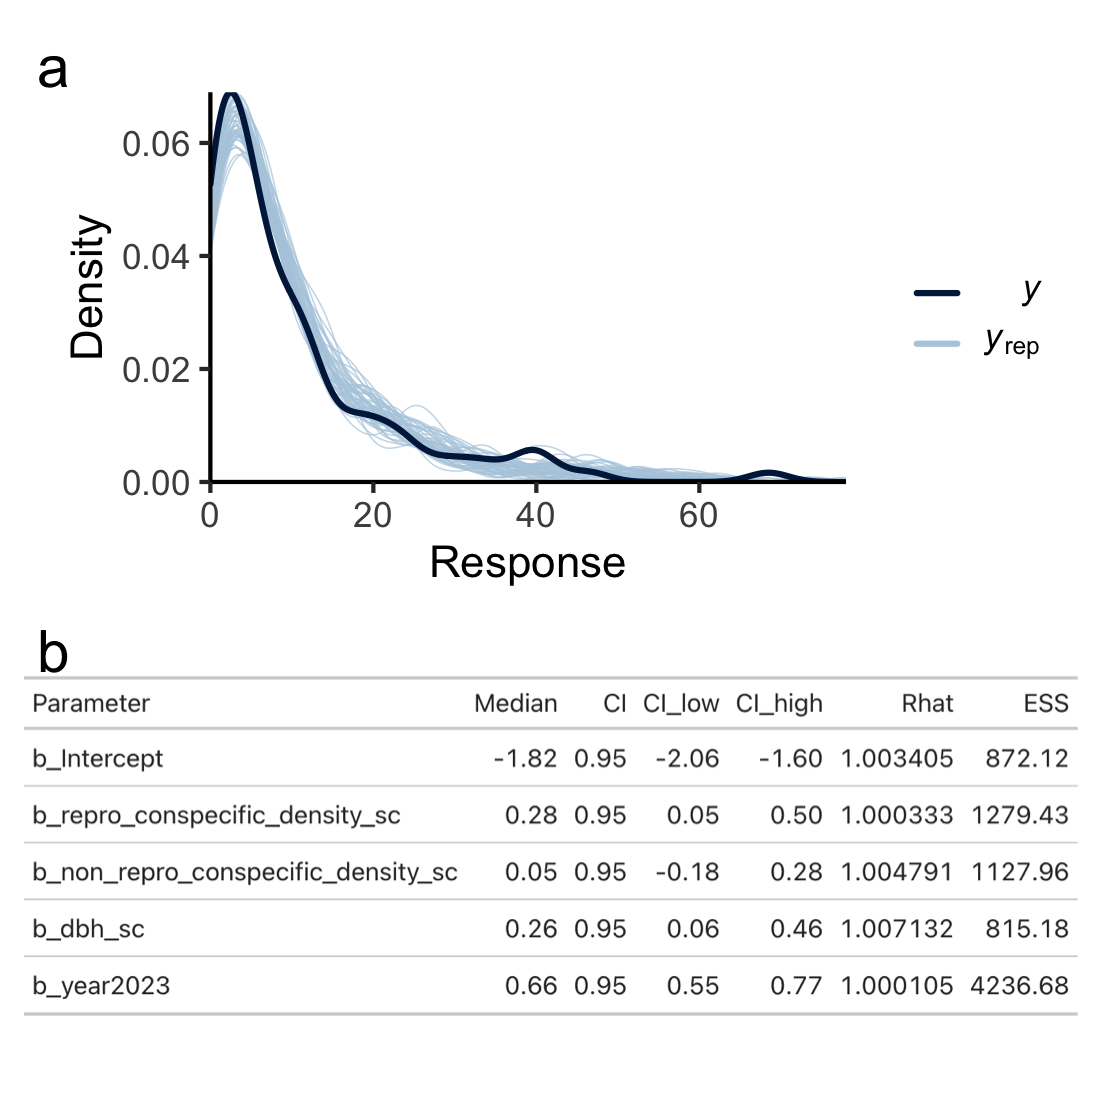 a
0.06
0.04
0.02
0.00
Density
0 20 40 60
Response
y
yrep
b
Parameter Median CI CI_low CI_high Rhat ESS
b_Intercept -1.82 0.95 -2.06 -1.60 1.003405 872.12
b_repro_conspecific_density_sc 0.28 0.95 0.05 0.50 1.000333 1279.43
b_non_repro_conspecific_density_sc 0.05 0.95 -0.18 0.28 1.004791 1127.96
b_dbh_sc 0.26 0.95 0.06 0.46 1.007132 815.18
b_year2023 0.66 0.95 0.55 0.77 1.000105 4236.68